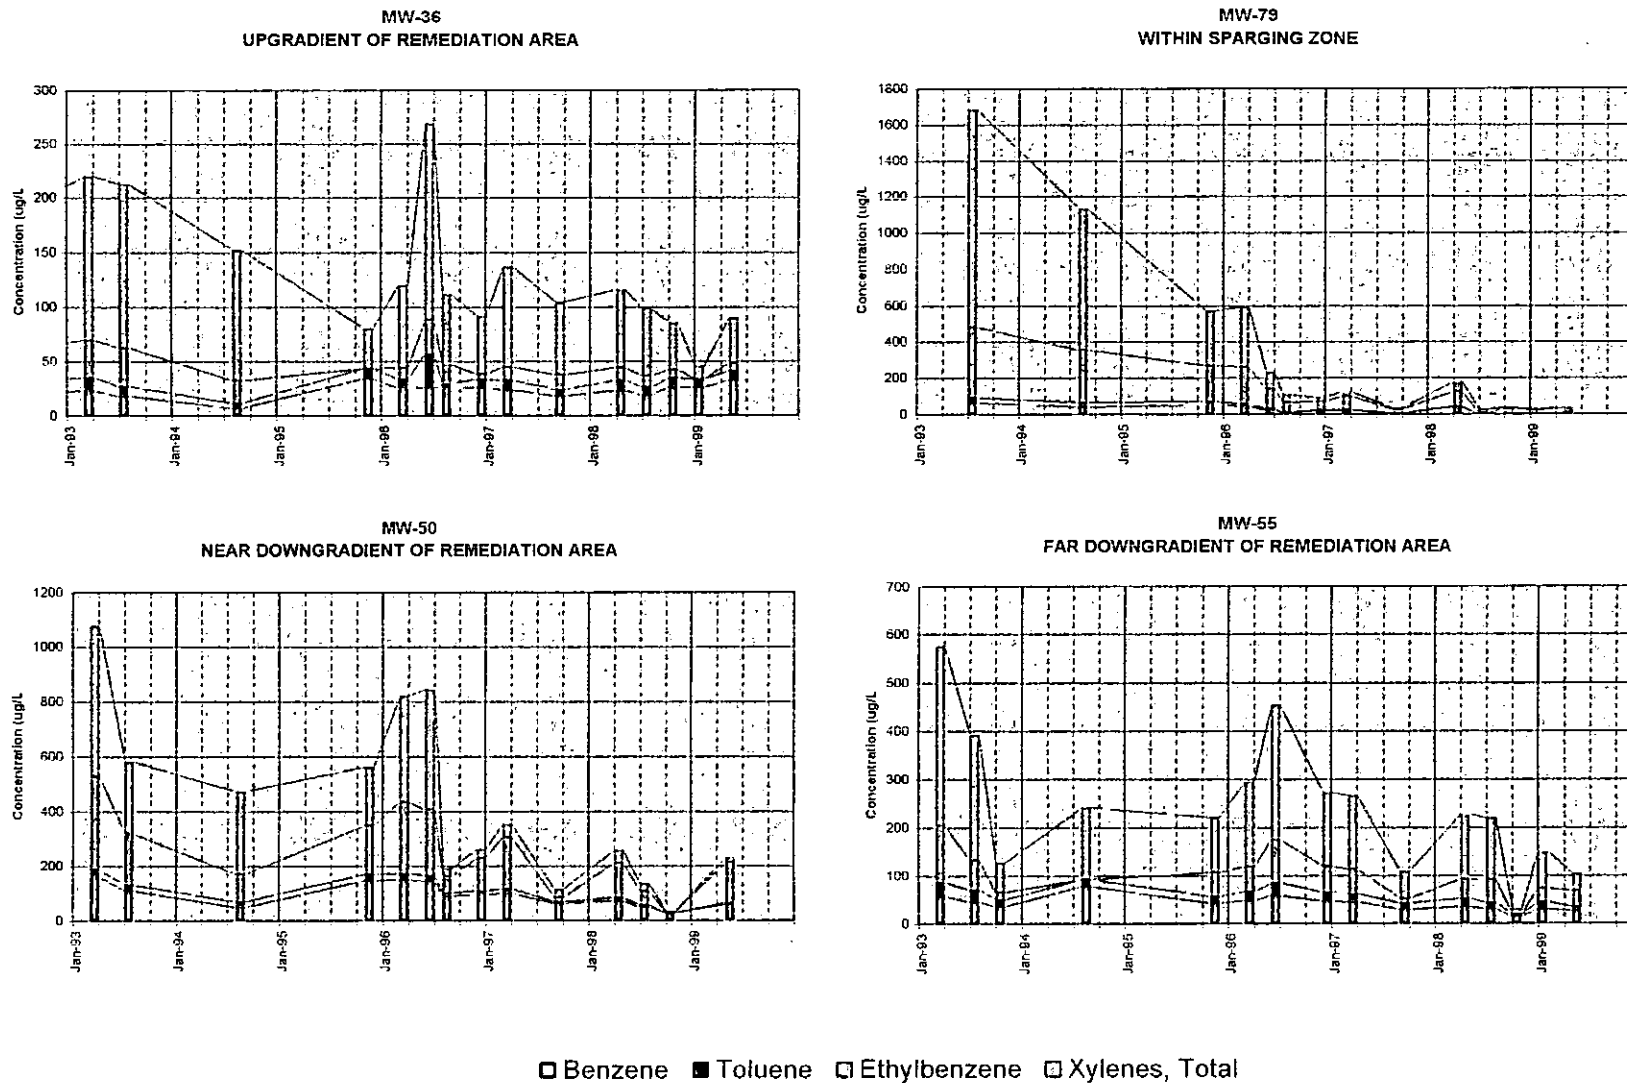 MW-36
UPGRADIENT OF REMEDIATION AREA
Concentration (ug/L
300
250
200
150
100
50
0
Jan-93
Jan-94
Jan-95
Jan-96
Jan-97
Jan-98
Jan-99
MW-79
WITHIN SPARGING ZONE
Concentration (ug/L
1800
1600
1400
1200
1000
800
600
400
200
0
Jan-93
Jan-94
Jan-95
Jan-96
Jan-97
Jan-98
Jan-99
MW-50
NEAR DOWNGRADIENT OF REMEDIATION AREA
Concentration (ug/L
1200
1000
800
600
400
200
0
Jan-93
Jan-94
Jan-95
Jan-96
Jan-97
Jan-98
Jan-99
MW-55
FAR DOWNGRADIENT OF REMEDIATION AREA
Concentration (ug/L
700
600
500
400
300
200
100
0
Jan-93
Jan-94
Jan-95
Jan-96
Jan-97
Jan-98
Jan-99
Benzene Toluene Ethylbenzene Xylenes, Total